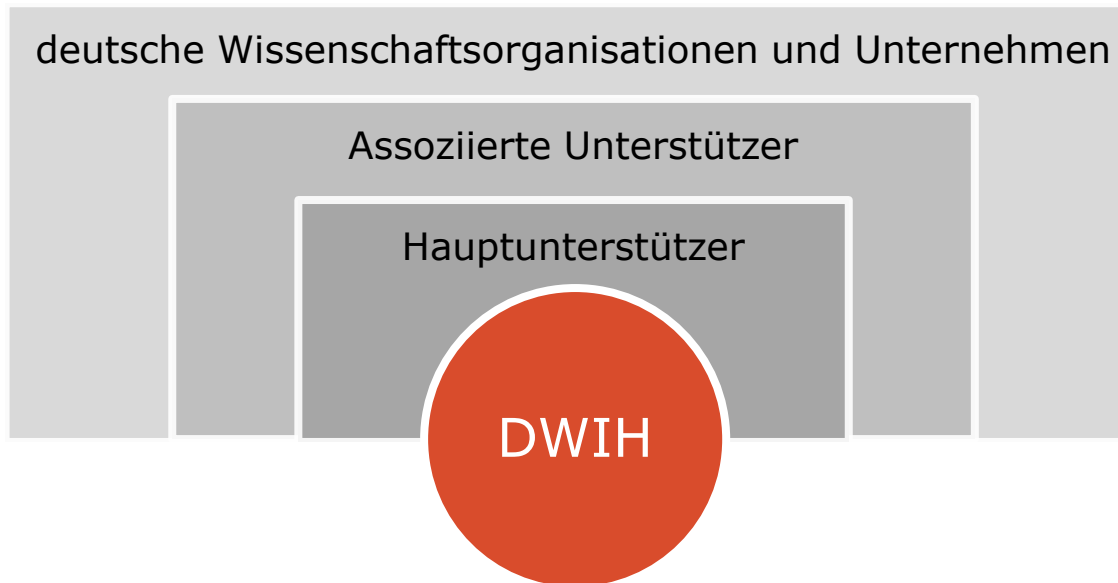 deutsche Wissenschaftsorganisationen und Unternehmen
Assoziierte Unterstützer
Hauptunterstützer
DWIH